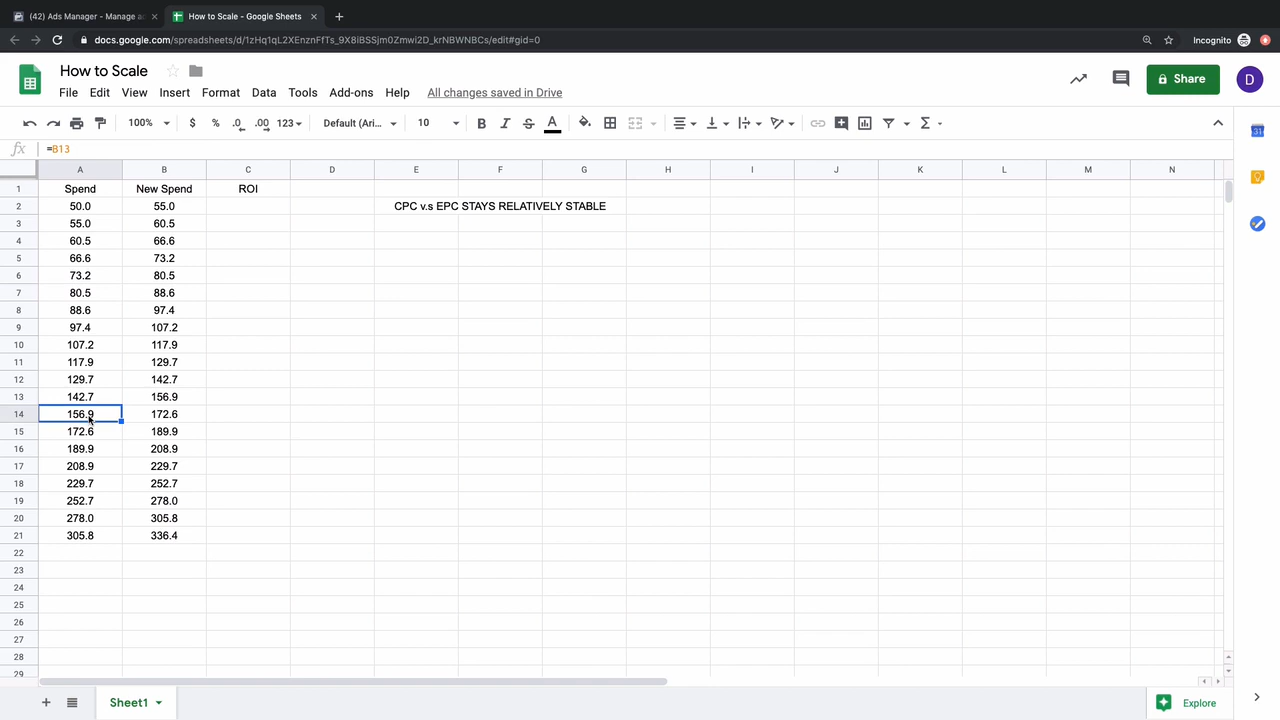 (42) Ads Manager - Manage a
How to Scale - Google Sheets
docs.google.com/spreadsheets/d/1zHq1qL2XEnznFfTs_9X8iBSSjm0Zmwi2D_krNBWNBCs/edit#gid=0
Incognito
How to Scale
File Edit View Insert Format Data Tools Add-ons Help All changes saved in Drive
Share
D
100% $ % .0 .00 123 Default (Ari... 10 B I S A
fx =B13
A B C D E F G H I J K L M N
1 Spend New Spend ROI
2 50.0 55.0 CPC v.s EPC STAYS RELATIVELY STABLE
3 55.0 60.5
4 60.5 66.6
5 66.6 73.2
6 73.2 80.5
7 80.5 88.6
8 88.6 97.4
9 97.4 107.2
10 107.2 117.9
11 117.9 129.7
12 129.7 142.7
13 142.7 156.9
14 156.9 172.6
15 172.6 189.9
16 189.9 208.9
17 208.9 229.7
18 229.7 252.7
19 252.7 278.0
20 278.0 305.8
21 305.8 336.4
22
23
24
25
26
27
28
29
Sheet1
Explore